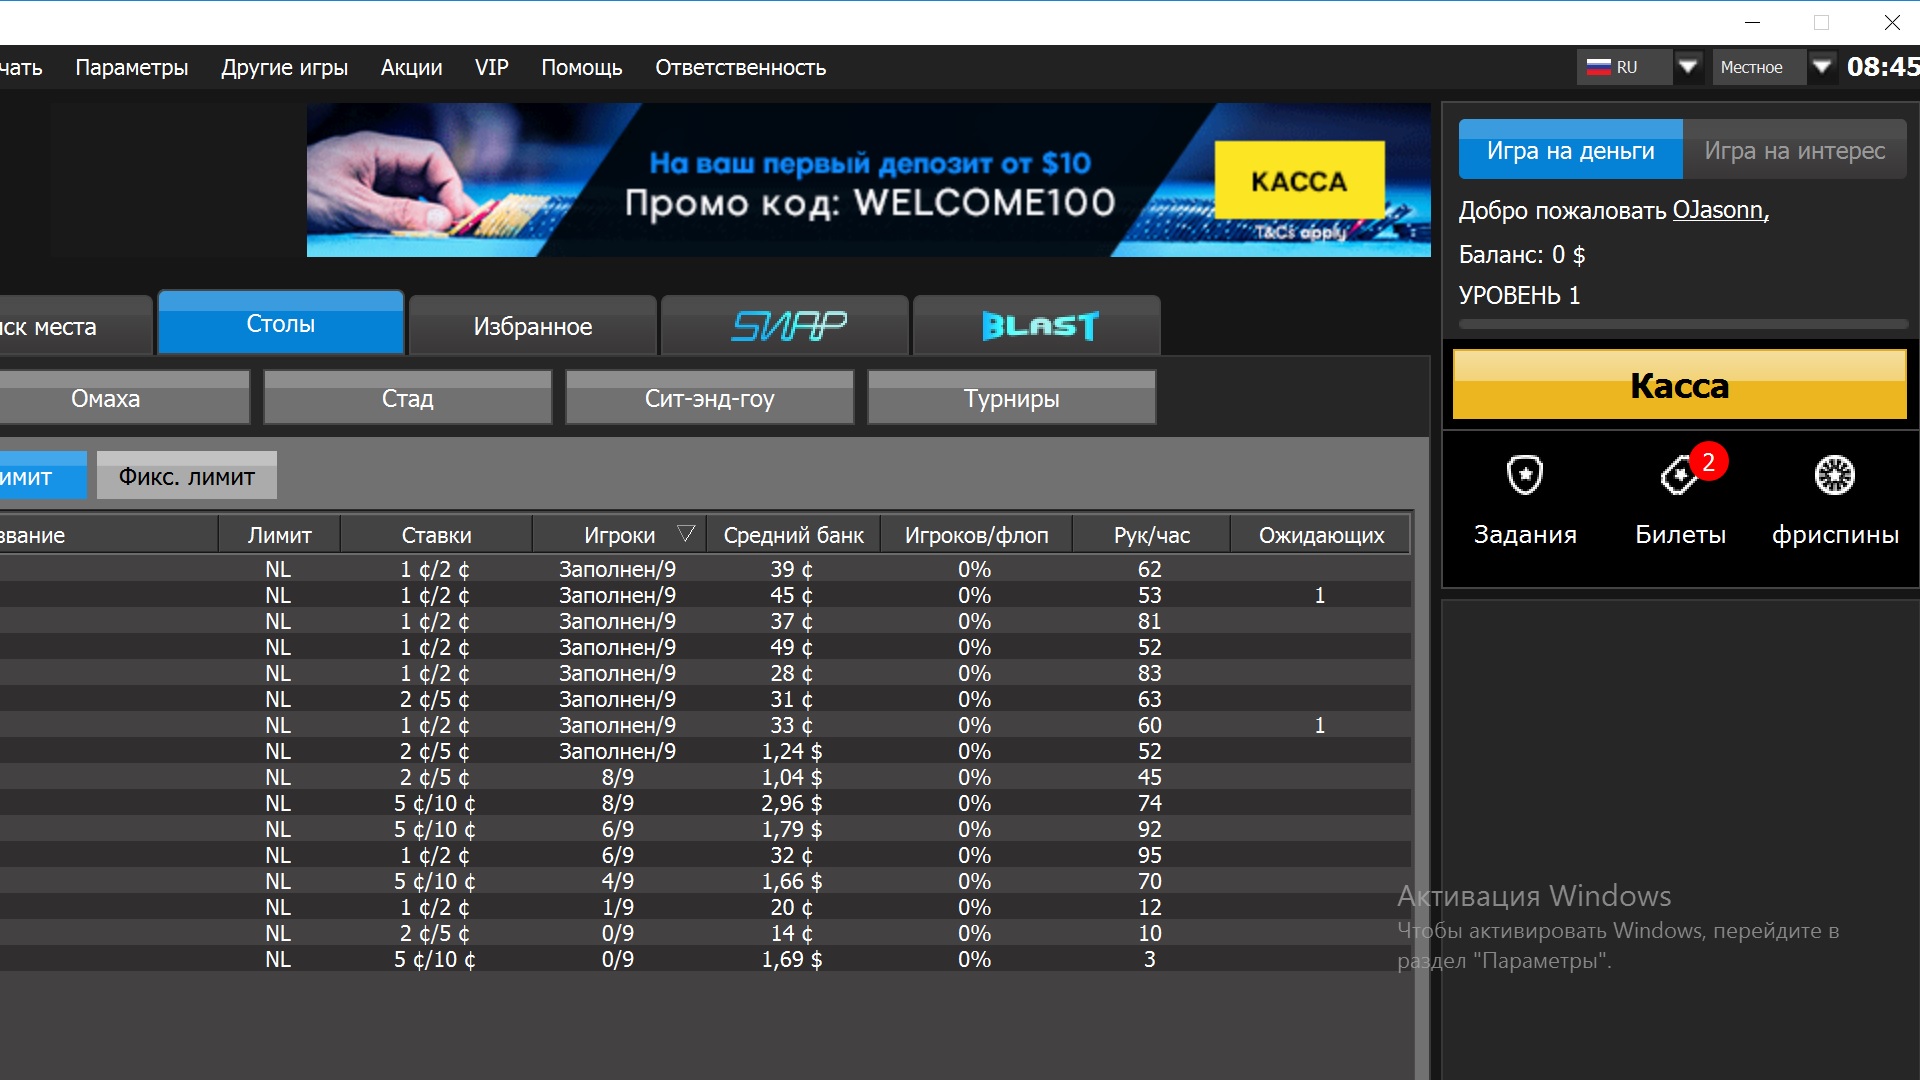 чать Параметры Другие игры Акции VIP Помощь Ответственность RU Местное 08:45
На ваш первый депозит от $10
Промо код: WELCOME100
КАССА
T&Cs apply
Игра на деньги Игра на интерес
Добро пожаловать OJasonn,
Баланс: 0 $
УРОВЕНЬ 1
ск места Столы Избранное SNAP BLAST
Касса
Омаха Стад Сит-энд-гоу Турниры
2
Задания Билеты фриспины
имит Фикс. лимит
звание Лимит Ставки Игроки Средний банк Игроков/флоп Рук/час Ожидающих
NL 1 ¢/2 ¢ Заполнен/9 39 ¢ 0% 62
NL 1 ¢/2 ¢ Заполнен/9 45 ¢ 0% 53 1
NL 1 ¢/2 ¢ Заполнен/9 37 ¢ 0% 81
NL 1 ¢/2 ¢ Заполнен/9 49 ¢ 0% 52
NL 1 ¢/2 ¢ Заполнен/9 28 ¢ 0% 83
NL 2 ¢/5 ¢ Заполнен/9 31 ¢ 0% 63
NL 1 ¢/2 ¢ Заполнен/9 33 ¢ 0% 60 1
NL 2 ¢/5 ¢ Заполнен/9 1,24 $ 0% 52
NL 2 ¢/5 ¢ 8/9 1,04 $ 0% 45
NL 5 ¢/10 ¢ 8/9 2,96 $ 0% 74
NL 5 ¢/10 ¢ 6/9 1,79 $ 0% 92
NL 1 ¢/2 ¢ 6/9 32 ¢ 0% 95
NL 5 ¢/10 ¢ 4/9 1,66 $ 0% 70
NL 1 ¢/2 ¢ 1/9 20 ¢ 0% 12
NL 2 ¢/5 ¢ 0/9 14 ¢ 0% 10
NL 5 ¢/10 ¢ 0/9 1,69 $ 0% 3
Активация Windows
Чтобы активировать Windows, перейдите в
раздел "Параметры".